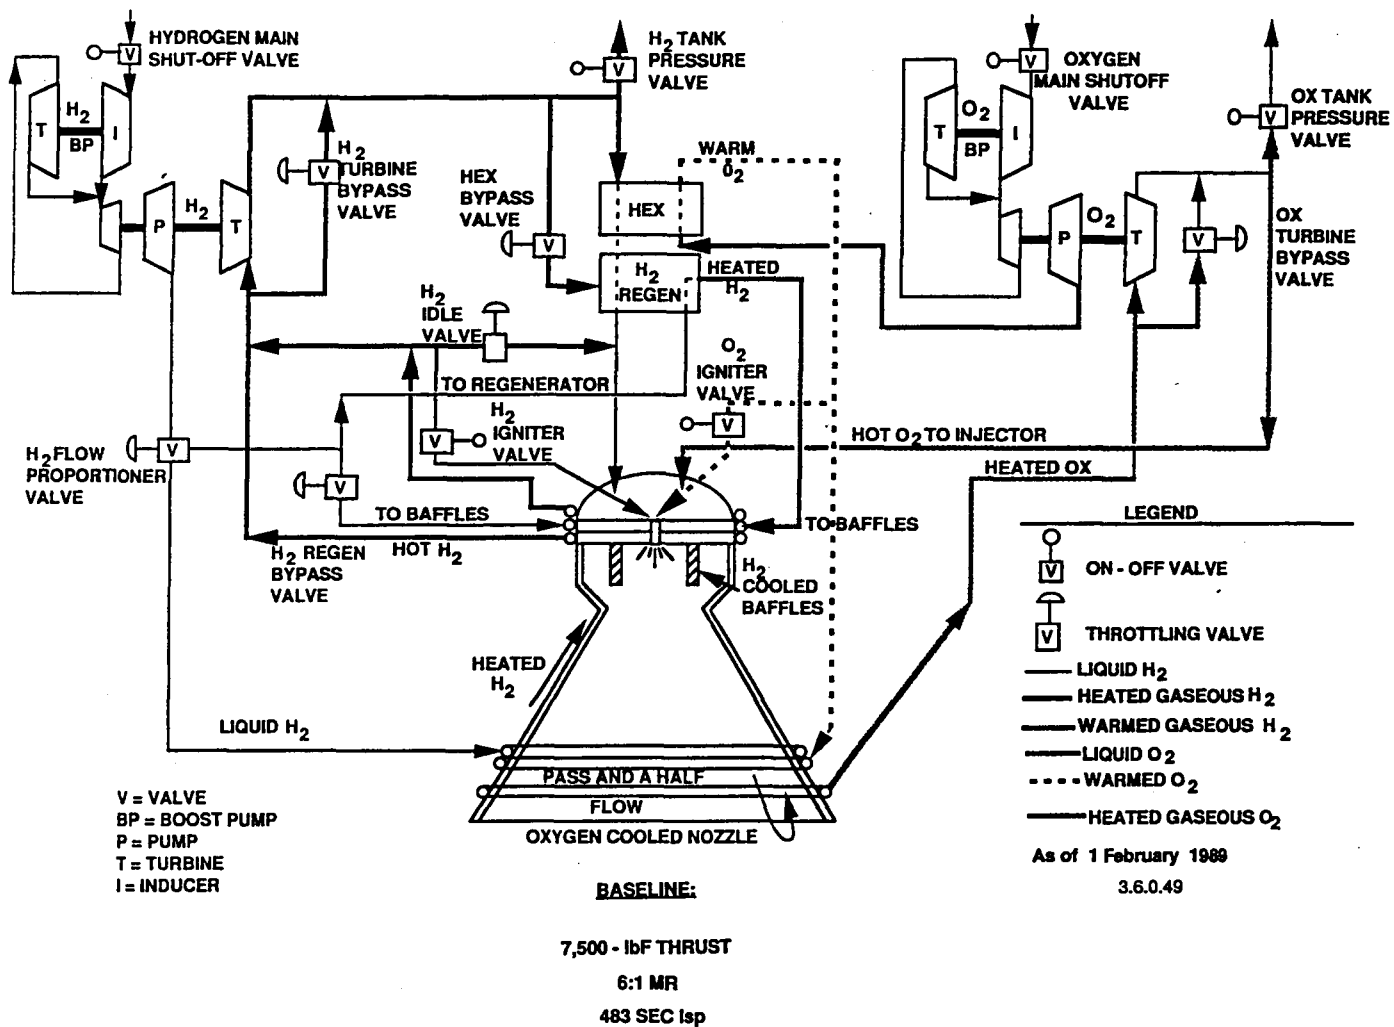 HYDROGEN MAIN
SHUT-OFF VALVE
V
H2
BP
T
I
H2 TANK
PRESSURE
VALVE
V
OXYGEN
MAIN SHUTOFF
VALVE
V
O2
BP
T
I
OX TANK
PRESSURE
VALVE
V
H2
TURBINE
BYPASS
VALVE
V
P
H2
T
HEX
BYPASS
VALVE
V
WARM
O2
HEX
H2
REGEN
HEATED
H2
P
O2
T
V
OX
TURBINE
BYPASS
VALVE
H2
IDLE
VALVE
O2
IGNITER
VALVE
V
TO REGENERATOR
H2
IGNITER
VALVE
V
H2 FLOW
PROPORTIONER
VALVE
V
V
HOT O2 TO INJECTOR
HEATED OX
TO BAFFLES
TO BAFFLES
HOT H2
H2 REGEN
BYPASS
VALVE
H2
COOLED
BAFFLES
HEATED
H2
LIQUID H2
PASS AND A HALF
FLOW
OXYGEN COOLED NOZZLE
LEGEND
V
ON - OFF VALVE
V
THROTTLING VALVE
LIQUID H2
HEATED GASEOUS H2
WARMED GASEOUS H2
LIQUID O2
WARMED O2
HEATED GASEOUS O2
As of 1 February 1989
3.6.0.49
V = VALVE
BP = BOOST PUMP
P = PUMP
T = TURBINE
I = INDUCER
BASELINE:
7,500 - lbF THRUST
6:1 MR
483 SEC Isp